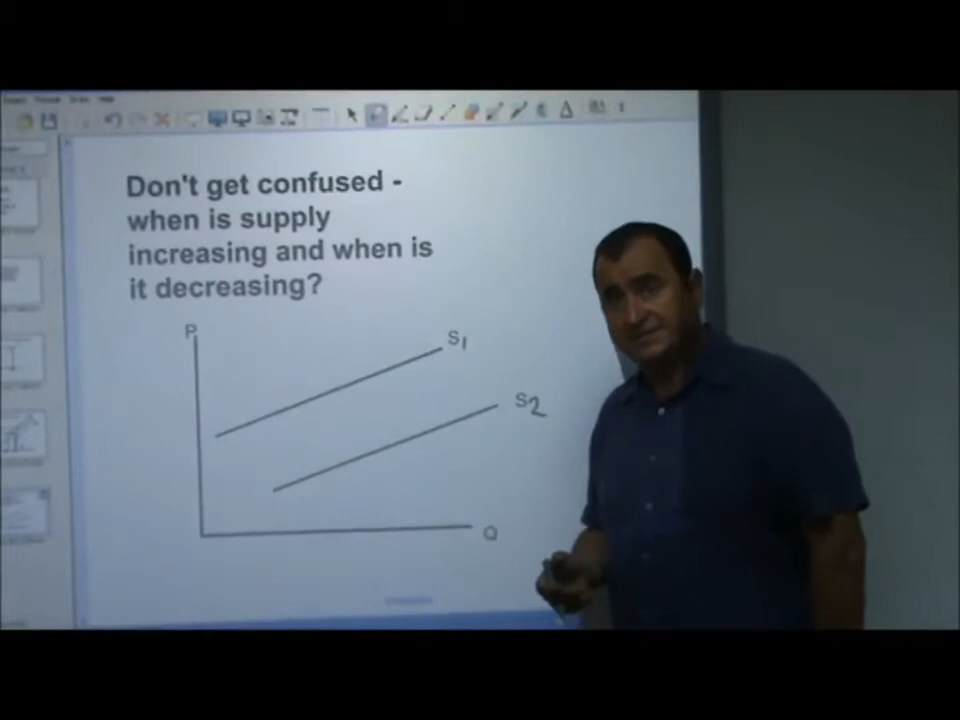 Don't get confused -
when is supply
increasing and when is
it decreasing?
P
S1
S2
Q